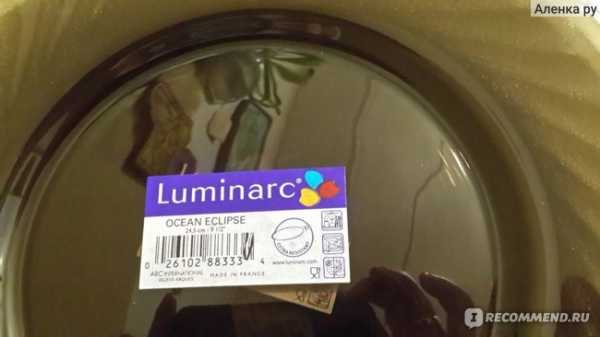 Аленка ру
Luminarc®
OCEAN ECLIPSE
24,5 cm - 9 1/2"
0 26102 88333 4
ARC INTERNATIONAL
www.luminarc.com
MADE IN FRANCE
IRECOMMEND.RU